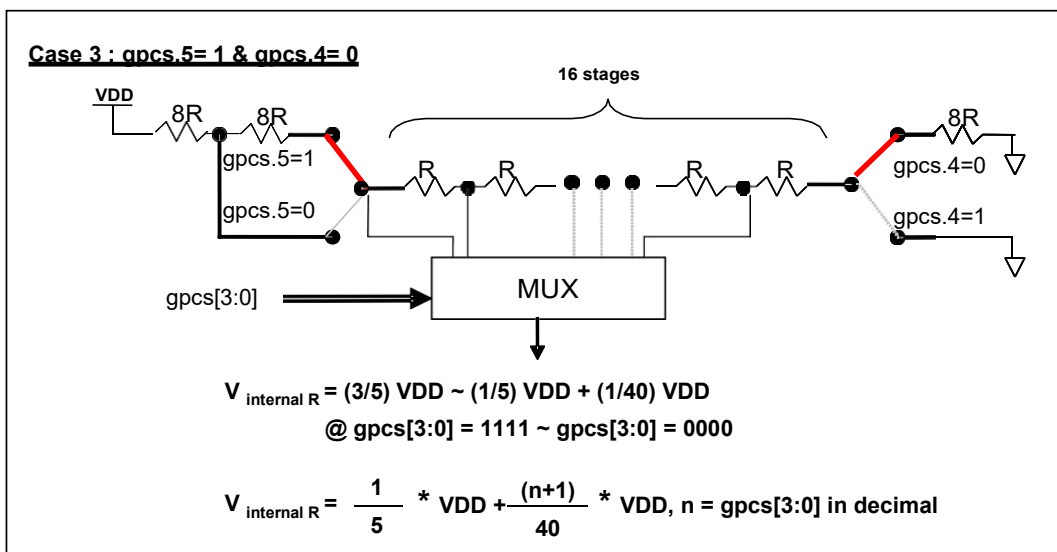 Case 3 : gpcs.5= 1 & gpcs.4= 0
16 stages
VDD
8R
8R
8R
gpcs.5=1
gpcs.4=0
R
R
R
R
gpcs.5=0
gpcs.4=1
MUX
gpcs[3:0]
V internal R = (3/5) VDD ~ (1/5) VDD + (1/40) VDD
@ gpcs[3:0] = 1111 ~ gpcs[3:0] = 0000
V internal R = 1/5 * VDD + (n+1)/40 * VDD, n = gpcs[3:0] in decimal